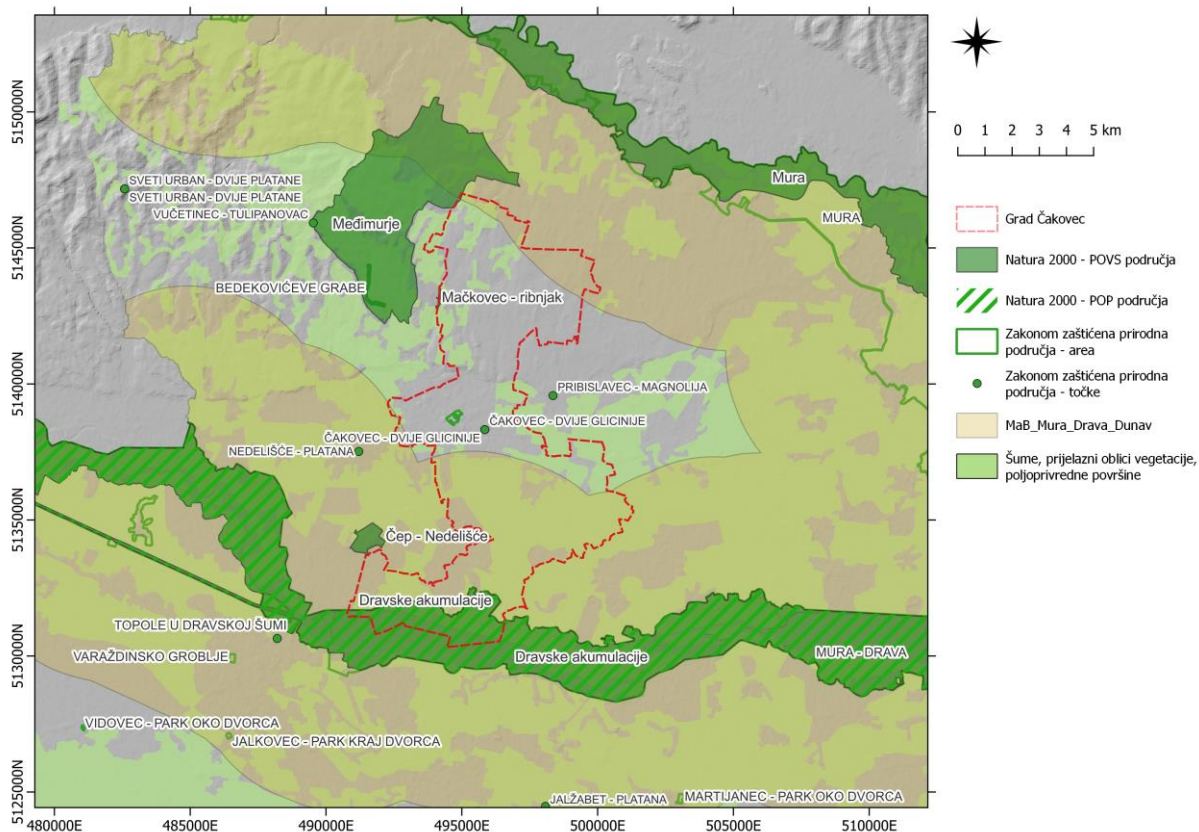 5150000N
5145000N
5140000N
5135000N
5130000N
5125000N
SVETI URBAN - DVIJE PLATANE
SVETI URBAN - DVIJE PLATANE
VUČETINEC - TULIPANOVAC
Međimurje
BEDEKOVIĆEVE GRABE
Mačkovec - ribnjak
Mura
MURA
PRIBISLAVEC - MAGNOLIJA
ČAKOVEC - DVIJE GLICINIJE
ČAKOVEC - DVIJE GLICINIJE
NEDELIŠĆE - PLATANA
Čep - Nedelišće
Dravske akumulacije
TOPOLE U DRAVSKOJ ŠUMI
VARAŽDINSKO GROBLJE
Dravske akumulacije
MURA - DRAVA
VIDOVEC - PARK OKO DVORCA
JALKOVEC - PARK KRAJ DVORCA
JALŽABET - PLATANA
MARTIJANEC - PARK OKO DVORCA
480000E
485000E
490000E
495000E
500000E
505000E
510000E
0 1 2 3 4 5 km
Grad Čakovec
Natura 2000 - POVS područja
Natura 2000 - POP područja
Zakonom zaštićena prirodna
područja - area
Zakonom zaštićena prirodna
područja - točke
MaB_Mura_Drava_Dunav
Šume, prijelazni oblici vegetacije,
poljoprivredne površine